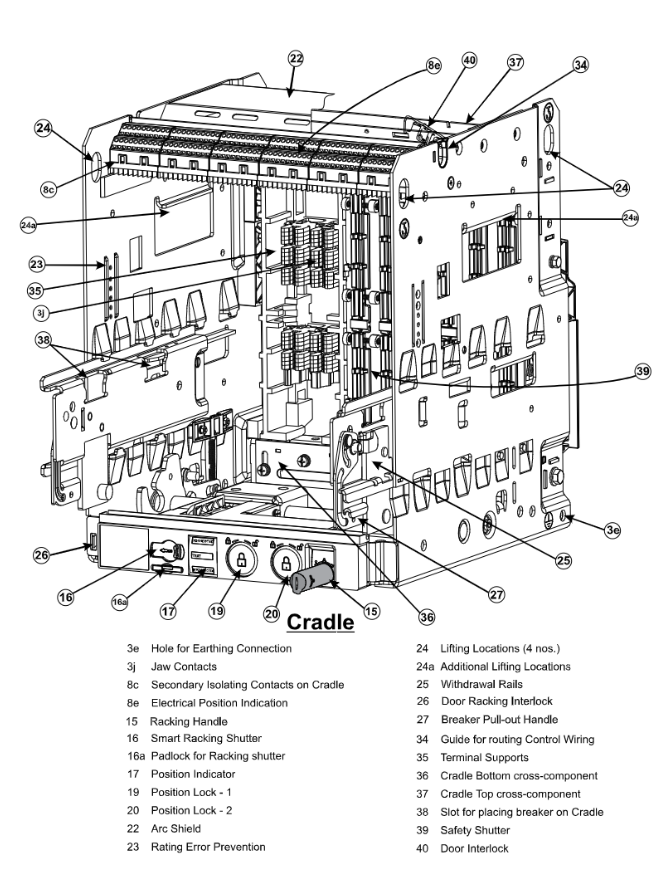 22
8e
40
37
34
24
8c
24
24a
24a
23
35
3j
38
39
3e
26
25
16
16a
17
19
20
15
36
27
Cradle
3e Hole for Earthing Connection
3j Jaw Contacts
8c Secondary Isolating Contacts on Cradle
8e Electrical Position Indication
15 Racking Handle
16 Smart Racking Shutter
16a Padlock for Racking shutter
17 Position Indicator
19 Position Lock - 1
20 Position Lock - 2
22 Arc Shield
23 Rating Error Prevention
24 Lifting Locations (4 nos.)
24a Additional Lifting Locations
25 Withdrawal Rails
26 Door Racking Interlock
27 Breaker Pull-out Handle
34 Guide for routing Control Wiring
35 Terminal Supports
36 Cradle Bottom cross-component
37 Cradle Top cross-component
38 Slot for placing breaker on Cradle
39 Safety Shutter
40 Door Interlock